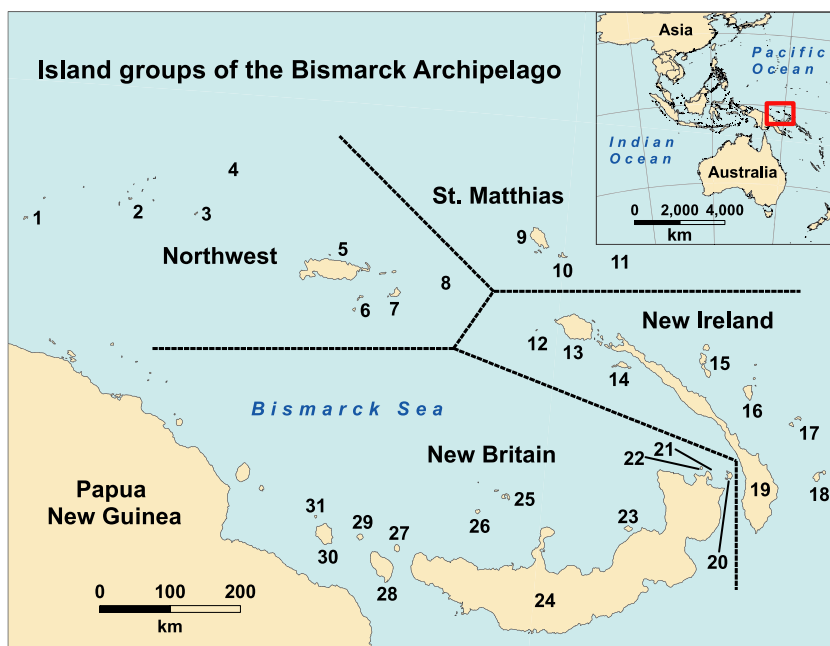 Island groups of the Bismarck Archipelago
Asia
Pacific
Ocean
Indian
Ocean
Australia
0 2,000 4,000
km
4
St. Matthias
1
2
3
9
Northwest
5
10
11
8
6
7
New Ireland
12
13
15
14
16
Bismarck Sea
17
New Britain
21
22
Papua
New Guinea
18
19
25
31
26
23
29
27
20
30
28
24
0 100 200
km